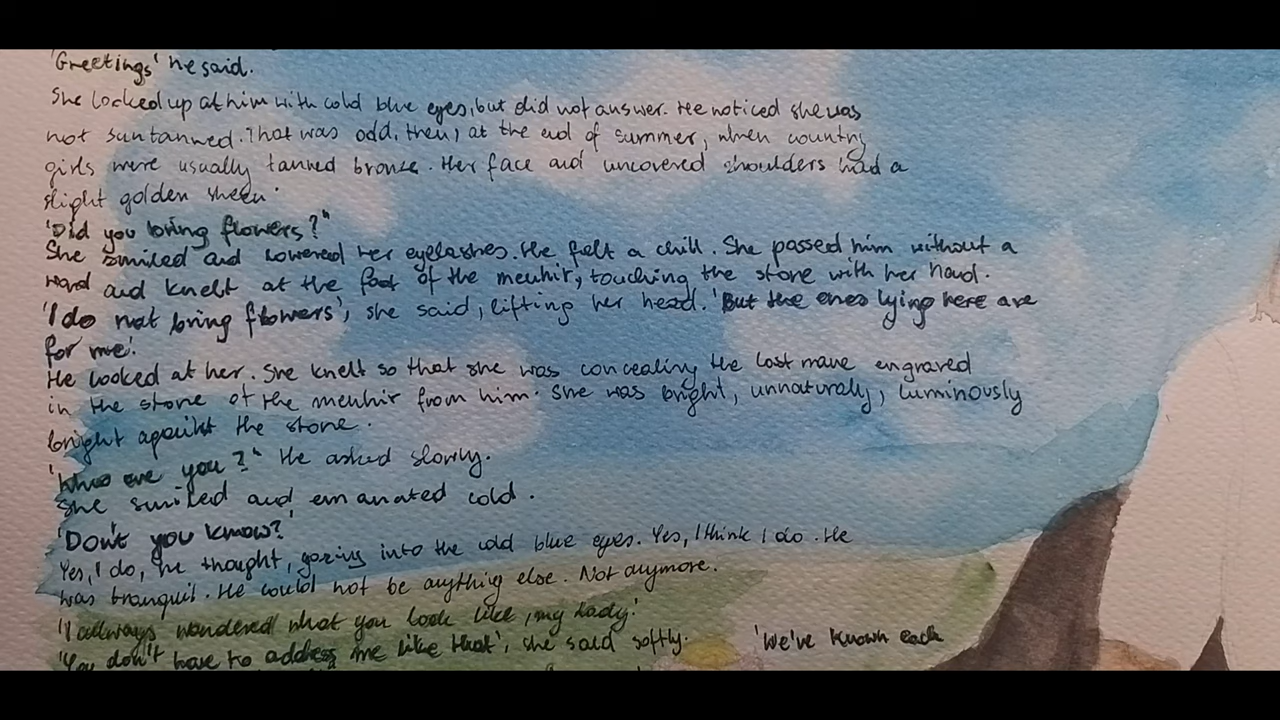 'Greetings' he said.
She looked up at him with cold blue eyes, but did not answer. He noticed she was
not suntanned. That was odd, then, at the end of summer, when country
girls were usually tanned bronze. Her face and uncovered shoulders had a
slight golden sheen.
'Did you bring flowers?"
She smiled and lowered her eyelashes. He felt a chill. She passed him without a
word and knelt at the foot of the menhir, touching the stone with her hand.
'I do not bring flowers', she said, lifting her head. 'But the ones lying here are
for me'.
He looked at her. She knelt so that she was concealing the last name engraved
in the stone of the menhir from him. She was bright, unnaturally, luminously
bright against the stone.
'Who are you?" He asked slowly.
She smiled and emanated cold.
'Don't you know?'
Yes, I do, he thought, gazing into the cold blue eyes. Yes, I think I do. He
was tranquil. He could not be anything else. Not anymore.
'I allways wondered what you look like, my Lady.'
'You don't have to address me like that', she said softly. 'We've known each